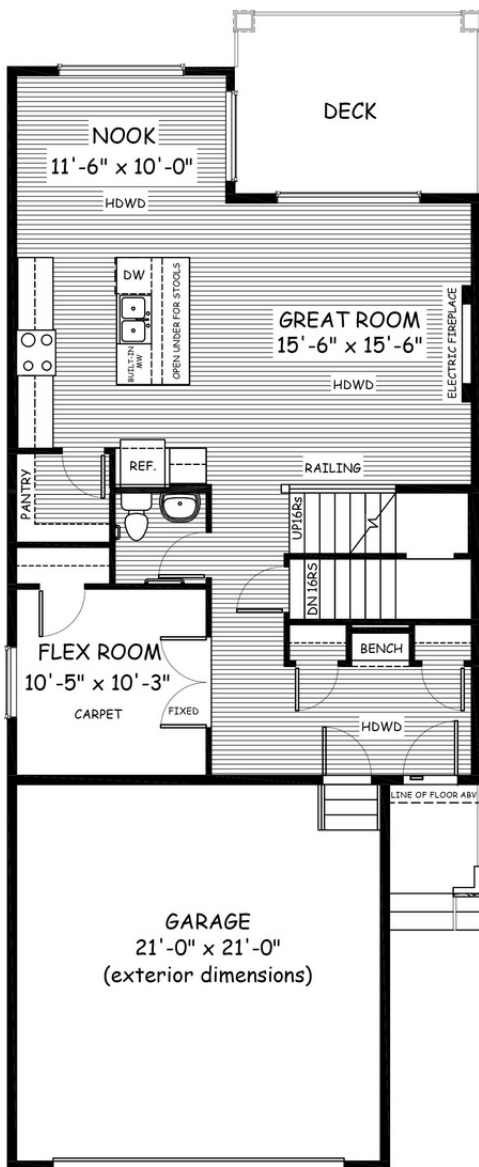 DECK
NOOK
11'-6" x 10'-0"
HDWD
DW
BUILT-IN
MW
OPEN UNDER FOR STOOLS
GREAT ROOM
15'-6" x 15'-6"
HDWD
ELECTRIC FIREPLACE
REF.
RAILING
PANTRY
UP16Rs
DN 16RS
FLEX ROOM
10'-5" x 10'-3"
CARPET
FIXED
BENCH
HDWD
LINE OF FLOOR ABV
GARAGE
21'-0" x 21'-0"
(exterior dimensions)